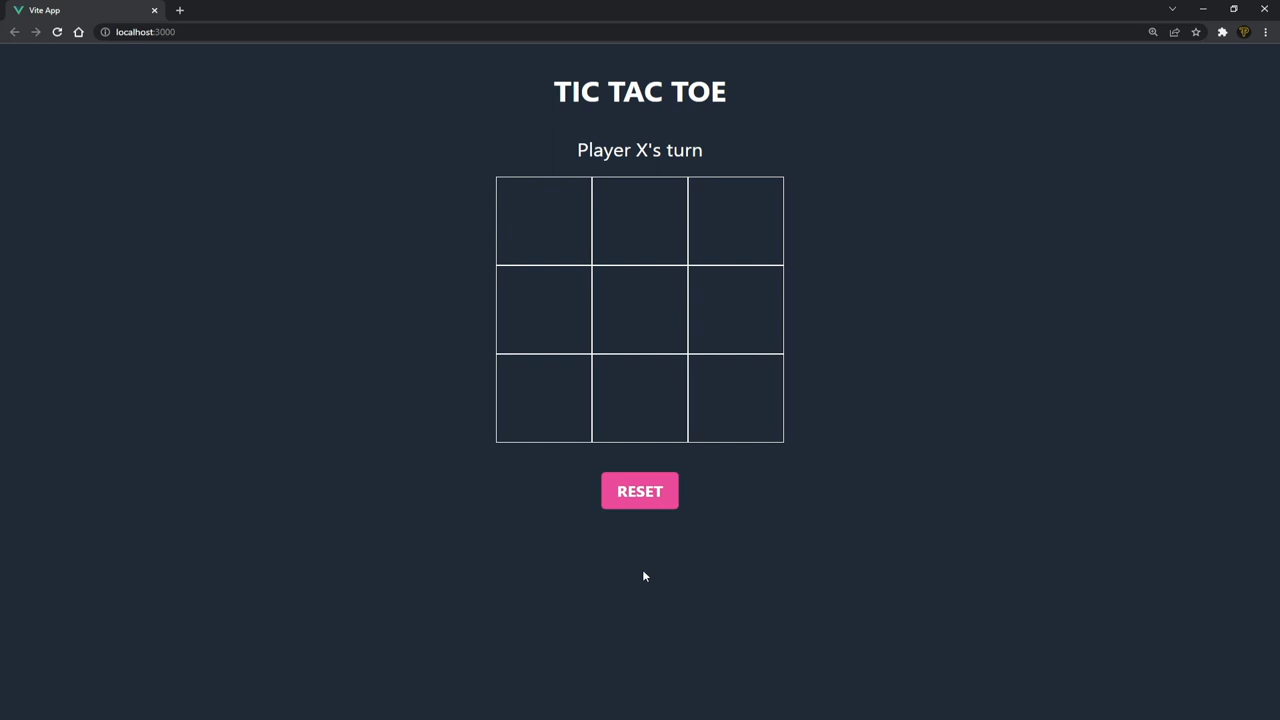 Vite App
localhost:3000
TIC TAC TOE
Player X's turn
RESET